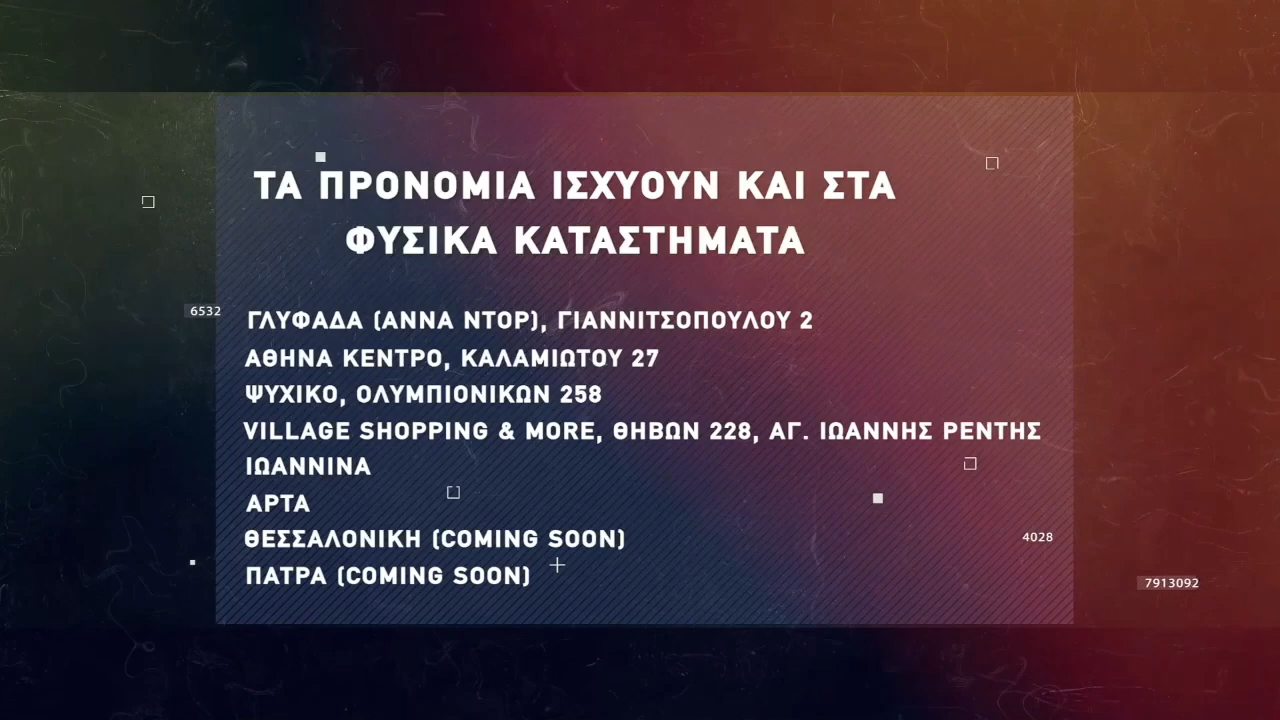 ΤΑ ΠΡΟΝΟΜΙΑ ΙΣΧΥΟΥΝ ΚΑΙ ΣΤΑ
ΦΥΣΙΚΑ ΚΑΤΑΣΤΗΜΑΤΑ
6532
ΓΛΥΦΑΔΑ (ΑΝΝΑ ΝΤΟΡ), ΓΙΑΝΝΙΤΣΟΠΟΥΛΟΥ 2
ΑΘΗΝΑ ΚΕΝΤΡΟ, ΚΑΛΑΜΙΩΤΟΥ 27
ΨΥΧΙΚΟ, ΟΛΥΜΠΙΟΝΙΚΩΝ 258
VILLAGE SHOPPING & MORE, ΘΗΒΩΝ 228, ΑΓ. ΙΩΑΝΝΗΣ ΡΕΝΤΗΣ
ΙΩΑΝΝΙΝΑ
ΑΡΤΑ
ΘΕΣΣΑΛΟΝΙΚΗ (COMING SOON)
4028
ΠΑΤΡΑ (COMING SOON)
7913092